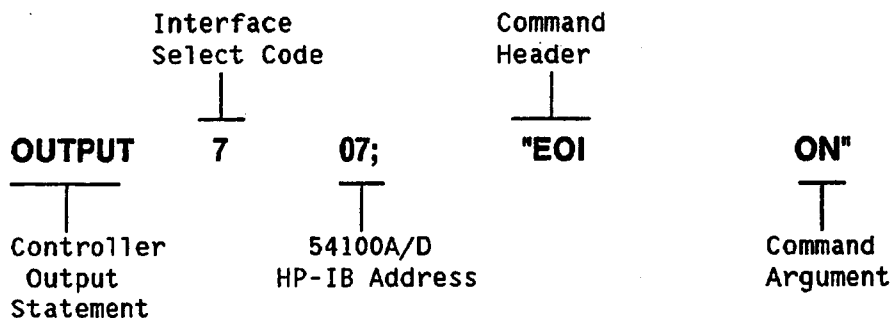 Interface Command
Select Code Header
OUTPUT 7 07; "EOI ON"
Controller 54100A/D Command
Output HP-IB Address Argument
Statement